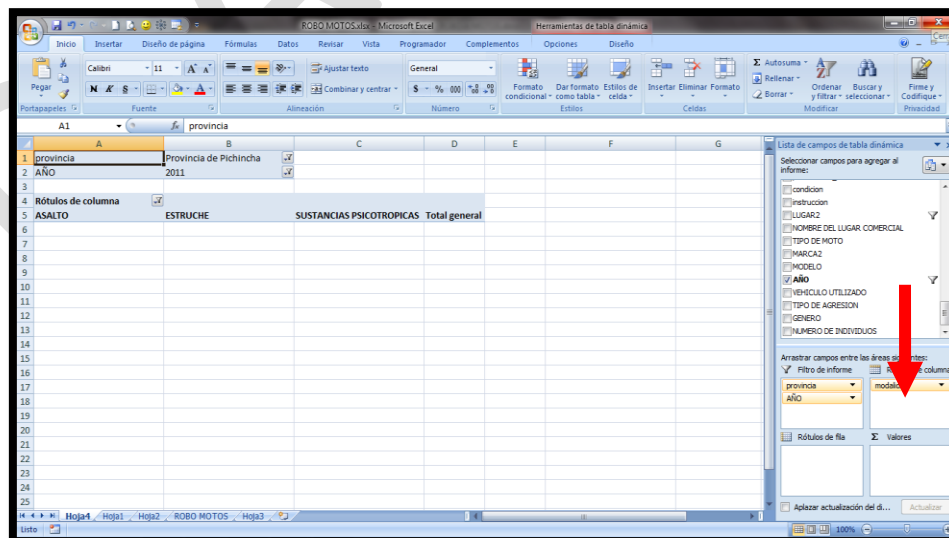 ROBO MOTOS.xlsx - Microsoft Excel
Herramientas de tabla dinámica
Cerr
Inicio Insertar Diseño de página Fórmulas Datos Revisar Vista Programador Complementos Opciones Diseño
Pegar
Calibri 11 A A
N K S A
Ajustar texto
Combinar y centrar
General
$ % 000
Formato condicional
Dar formato como tabla
Estilos de celda
Insertar Eliminar Formato
Σ Autosuma
Rellenar
Borrar
Ordenar y filtrar
Buscar y seleccionar
Firme y Codifique
Portapapeles Fuente Alineación Número Estilos Celdas Modificar Privacidad
A1 fx provincia
A B C D E F G
1 provincia Provincia de Pichincha
2 AÑO 2011
3
4 Rótulos de columna
5 ASALTO ESTRUCHE SUSTANCIAS PSICOTROPICAS Total general
6
7
8
9
10
11
12
13
14
15
16
17
18
19
20
21
22
23
24
25
Lista de campos de tabla dinámica
Seleccionar campos para agregar al
informe:
condicion
instruccion
LUGAR2
NOMBRE DEL LUGAR COMERCIAL
TIPO DE MOTO
MARCA2
MODELO
AÑO
VEHICULO UTILIZADO
TIPO DE AGRESION
GENERO
NUMERO DE INDIVIDUOS
Arrastrar campos entre las áreas
Filtro de informe columna
provincia
AÑO
Rótulos de fila Σ Valores
Aplazar actualización del di... Actualizar
Hoja4 Hoja1 Hoja2 ROBO MOTOS Hoja3
Listo 100%